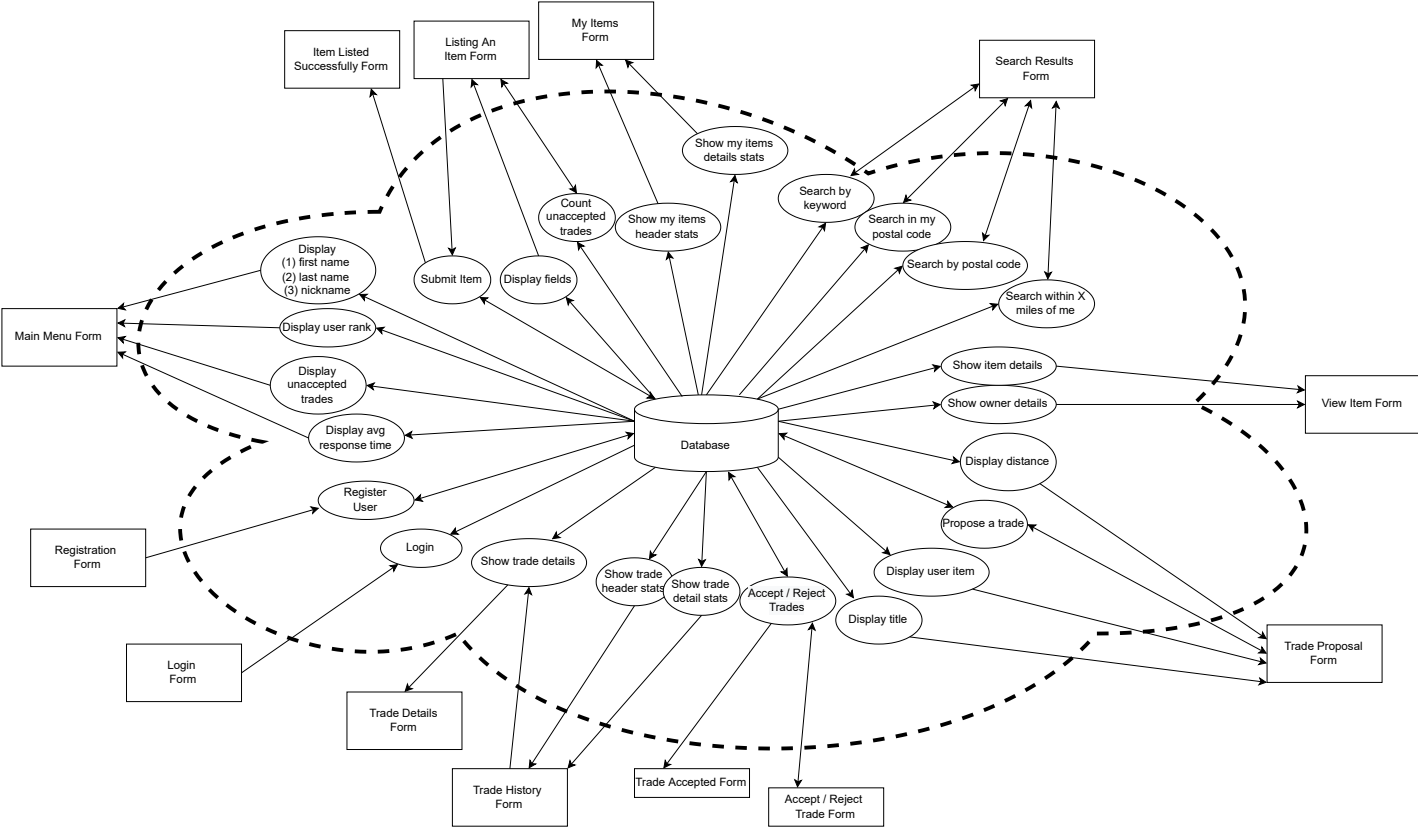 My Items
Form
Listing An
Item Form
Item Listed
Successfully Form
Search Results
Form
Show my items
details stats
Search by
keyword
Count
unaccepted
trades
Show my items
header stats
Search in my
postal code
Display
(1) first name
(2) last name
(3) nickname
Submit Item
Display fields
Search by postal code
Search within X
miles of me
Main Menu Form
Display user rank
Show item details
Display
unaccepted
trades
Show owner details
View Item Form
Display avg
response time
Database
Display distance
Register
User
Propose a trade
Registration
Form
Login
Show trade details
Show trade
header stats
Show trade
detail stats
Accept / Reject
Trades
Display user item
Display title
Login
Form
Trade Proposal
Form
Trade Details
Form
Trade History
Form
Trade Accepted Form
Accept / Reject
Trade Form